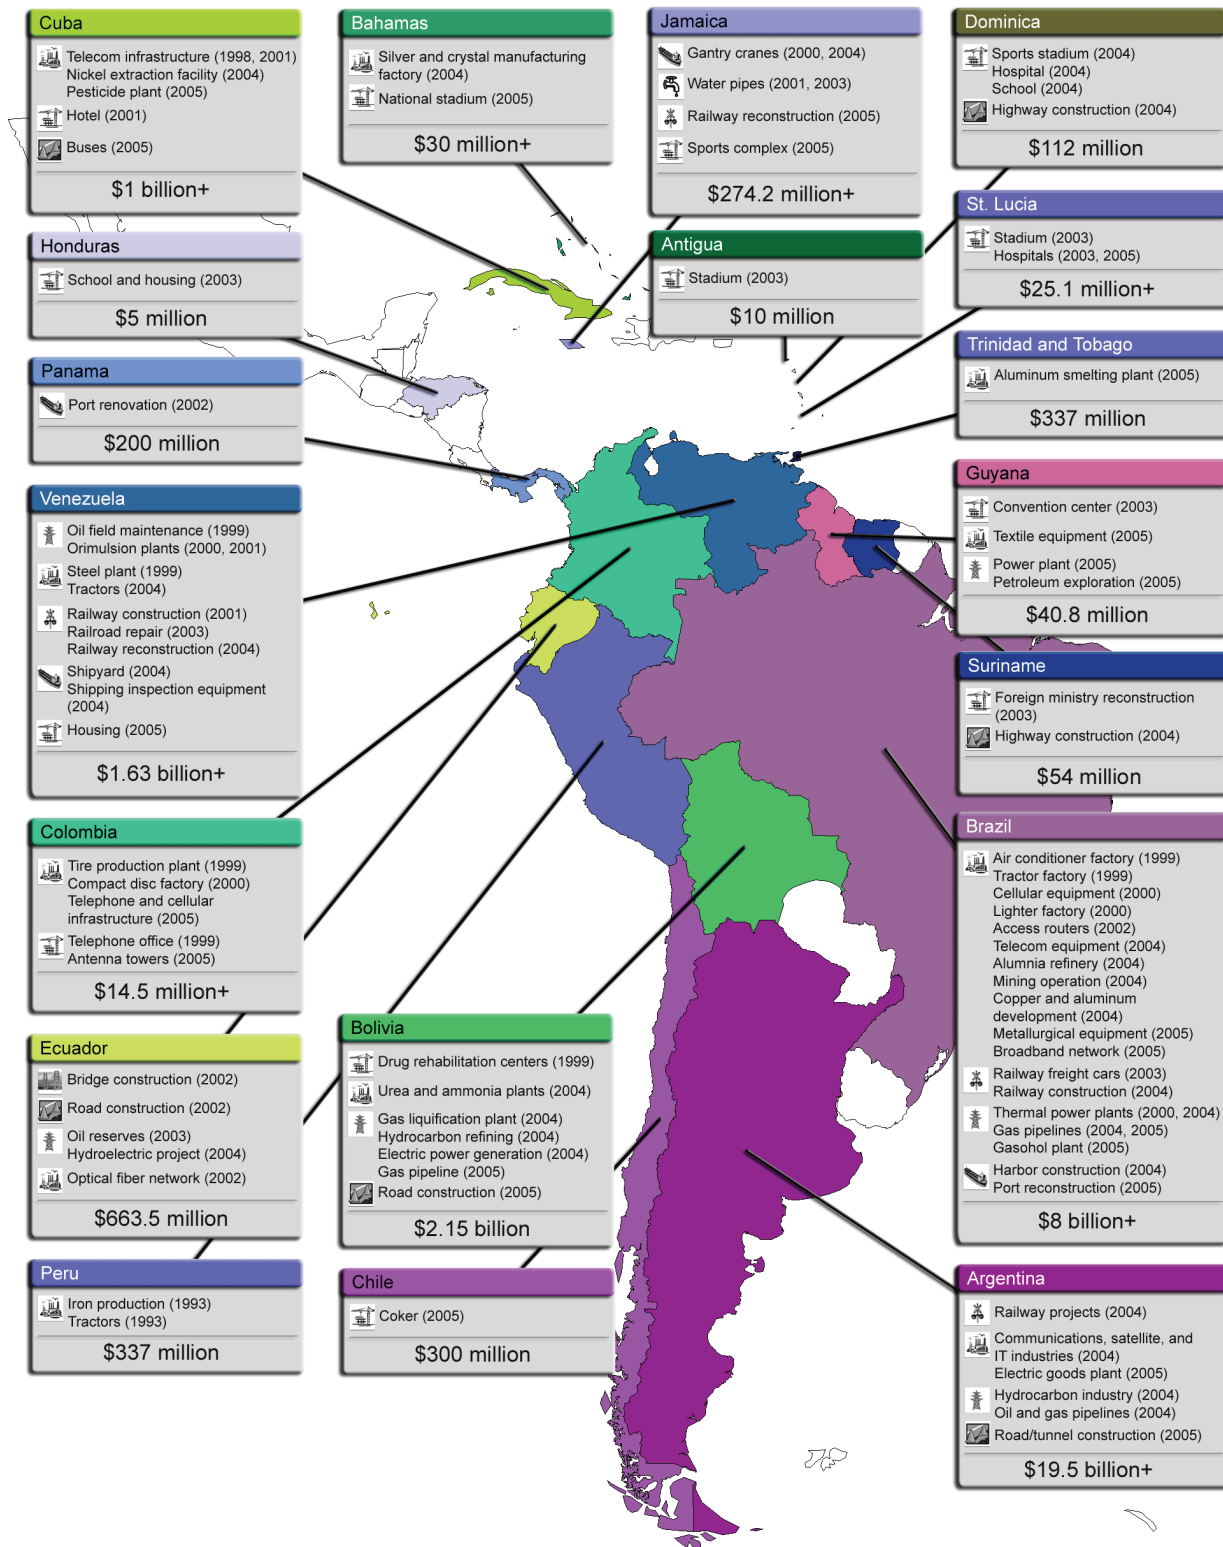 Cuba
Telecom infrastructure (1998, 2001)
Nickel extraction facility (2004)
Pesticide plant (2005)
Hotel (2001)
Buses (2005)
$1 billion+
Bahamas
Silver and crystal manufacturing
factory (2004)
National stadium (2005)
$30 million+
Jamaica
Gantry cranes (2000, 2004)
Water pipes (2001, 2003)
Railway reconstruction (2005)
Sports complex (2005)
$274.2 million+
Dominica
Sports stadium (2004)
Hospital (2004)
School (2004)
Highway construction (2004)
$112 million
Honduras
School and housing (2003)
$5 million
Antigua
Stadium (2003)
$10 million
St. Lucia
Stadium (2003)
Hospitals (2003, 2005)
$25.1 million+
Panama
Port renovation (2002)
$200 million
Trinidad and Tobago
Aluminum smelting plant (2005)
$337 million
Venezuela
Oil field maintenance (1999)
Orimulsion plants (2000, 2001)
Steel plant (1999)
Tractors (2004)
Railway construction (2001)
Railroad repair (2003)
Railway reconstruction (2004)
Shipyard (2004)
Shipping inspection equipment
(2004)
Housing (2005)
$1.63 billion+
Guyana
Convention center (2003)
Textile equipment (2005)
Power plant (2005)
Petroleum exploration (2005)
$40.8 million
Suriname
Foreign ministry reconstruction
(2003)
Highway construction (2004)
$54 million
Colombia
Tire production plant (1999)
Compact disc factory (2000)
Telephone and cellular
infrastructure (2005)
Telephone office (1999)
Antenna towers (2005)
$14.5 million+
Brazil
Air conditioner factory (1999)
Tractor factory (1999)
Cellular equipment (2000)
Lighter factory (2000)
Access routers (2002)
Telecom equipment (2004)
Alumnia refinery (2004)
Mining operation (2004)
Copper and aluminum
development (2004)
Metallurgical equipment (2005)
Broadband network (2005)
Railway freight cars (2003)
Railway construction (2004)
Thermal power plants (2000, 2004)
Gas pipelines (2004, 2005)
Gasohol plant (2005)
Harbor construction (2004)
Port reconstruction (2005)
$8 billion+
Ecuador
Bridge construction (2002)
Road construction (2002)
Oil reserves (2003)
Hydroelectric project (2004)
Optical fiber network (2002)
$663.5 million
Bolivia
Drug rehabilitation centers (1999)
Urea and ammonia plants (2004)
Gas liquification plant (2004)
Hydrocarbon refining (2004)
Electric power generation (2004)
Gas pipeline (2005)
Road construction (2005)
$2.15 billion
Peru
Iron production (1993)
Tractors (1993)
$337 million
Chile
Coker (2005)
$300 million
Argentina
Railway projects (2004)
Communications, satellite, and
IT industries (2004)
Electric goods plant (2005)
Hydrocarbon industry (2004)
Oil and gas pipelines (2004)
Road/tunnel construction (2005)
$19.5 billion+